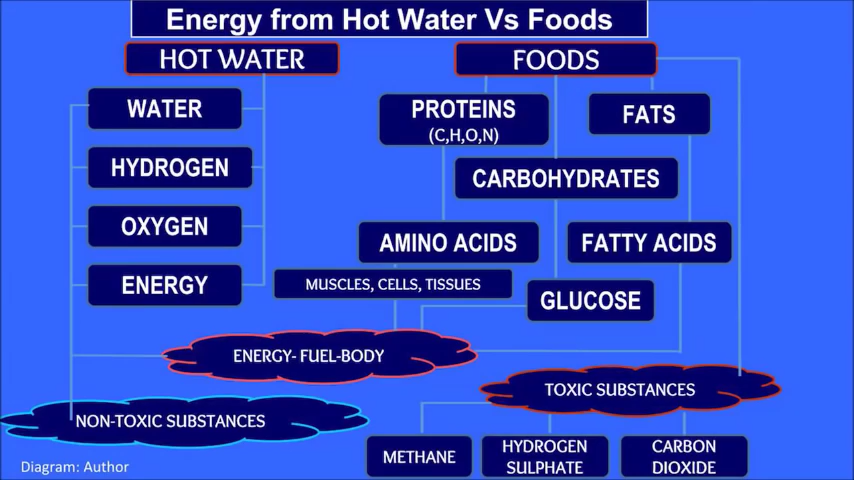 Energy from Hot Water Vs Foods
HOT WATER
FOODS
WATER
HYDROGEN
OXYGEN
ENERGY
PROTEINS
(C,H,O,N)
FATS
CARBOHYDRATES
AMINO ACIDS
FATTY ACIDS
MUSCLES, CELLS, TISSUES
GLUCOSE
ENERGY- FUEL-BODY
TOXIC SUBSTANCES
NON-TOXIC SUBSTANCES
METHANE
HYDROGEN
SULPHATE
CARBON
DIOXIDE
Diagram: Author